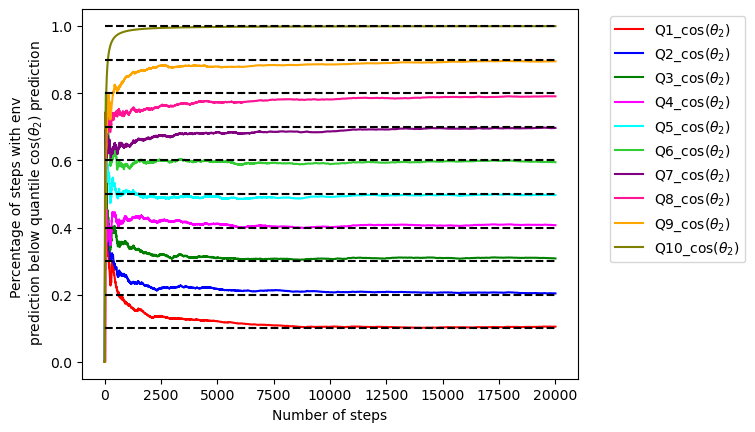 Percentage of steps with env
prediction below quantile cos(θ₂) prediction
1.0
0.8
0.6
0.4
0.2
0.0
0
2500
5000
7500
10000
12500
15000
17500
20000
Number of steps
Q1_cos(θ₂)
Q2_cos(θ₂)
Q3_cos(θ₂)
Q4_cos(θ₂)
Q5_cos(θ₂)
Q6_cos(θ₂)
Q7_cos(θ₂)
Q8_cos(θ₂)
Q9_cos(θ₂)
Q10_cos(θ₂)